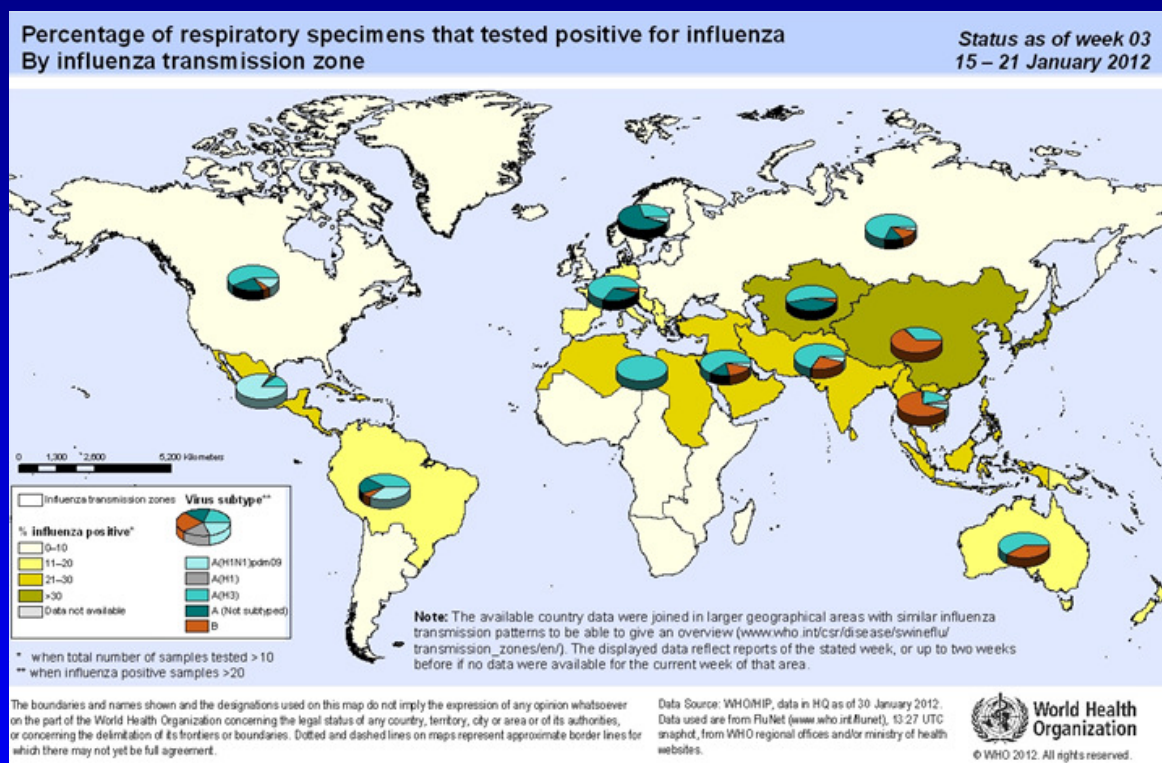 Percentage of respiratory specimens that tested positive for influenza
By influenza transmission zone
Status as of week 03
15 – 21 January 2012
0 1,300 2,600 5,200 Kilometers
Influenza transmission zones
% influenza positive*
0–10
11–20
21–30
>30
Data not available
Virus subtype**
A(H1N1)pdm09
A(H1)
A(H3)
A (Not subtyped)
B
* when total number of samples tested >10
** when influenza positive samples >20
Note: The available country data were joined in larger geographical areas with similar influenza
transmission patterns to be able to give an overview (www.who.int/csr/disease/swineflu/
transmission_zones/en/). The displayed data reflect reports of the stated week, or up to two weeks
before if no data were available for the current week of that area.
The boundaries and names shown and the designations used on this map do not imply the expression of any opinion whatsoever
on the part of the World Health Organization concerning the legal status of any country, territory, city or area or of its authorities,
or concerning the delimitation of its frontiers or boundaries. Dotted and dashed lines on maps represent approximate border lines for
which there may not yet be full agreement.
Data Source: WHO/HIP, data in HQ as of 30 January 2012.
Data used are from FluNet (www.who.int/flunet), 13:27 UTC
snapshot, from WHO regional offices and/or ministry of health
websites.
World Health
Organization
© WHO 2012. All rights reserved.